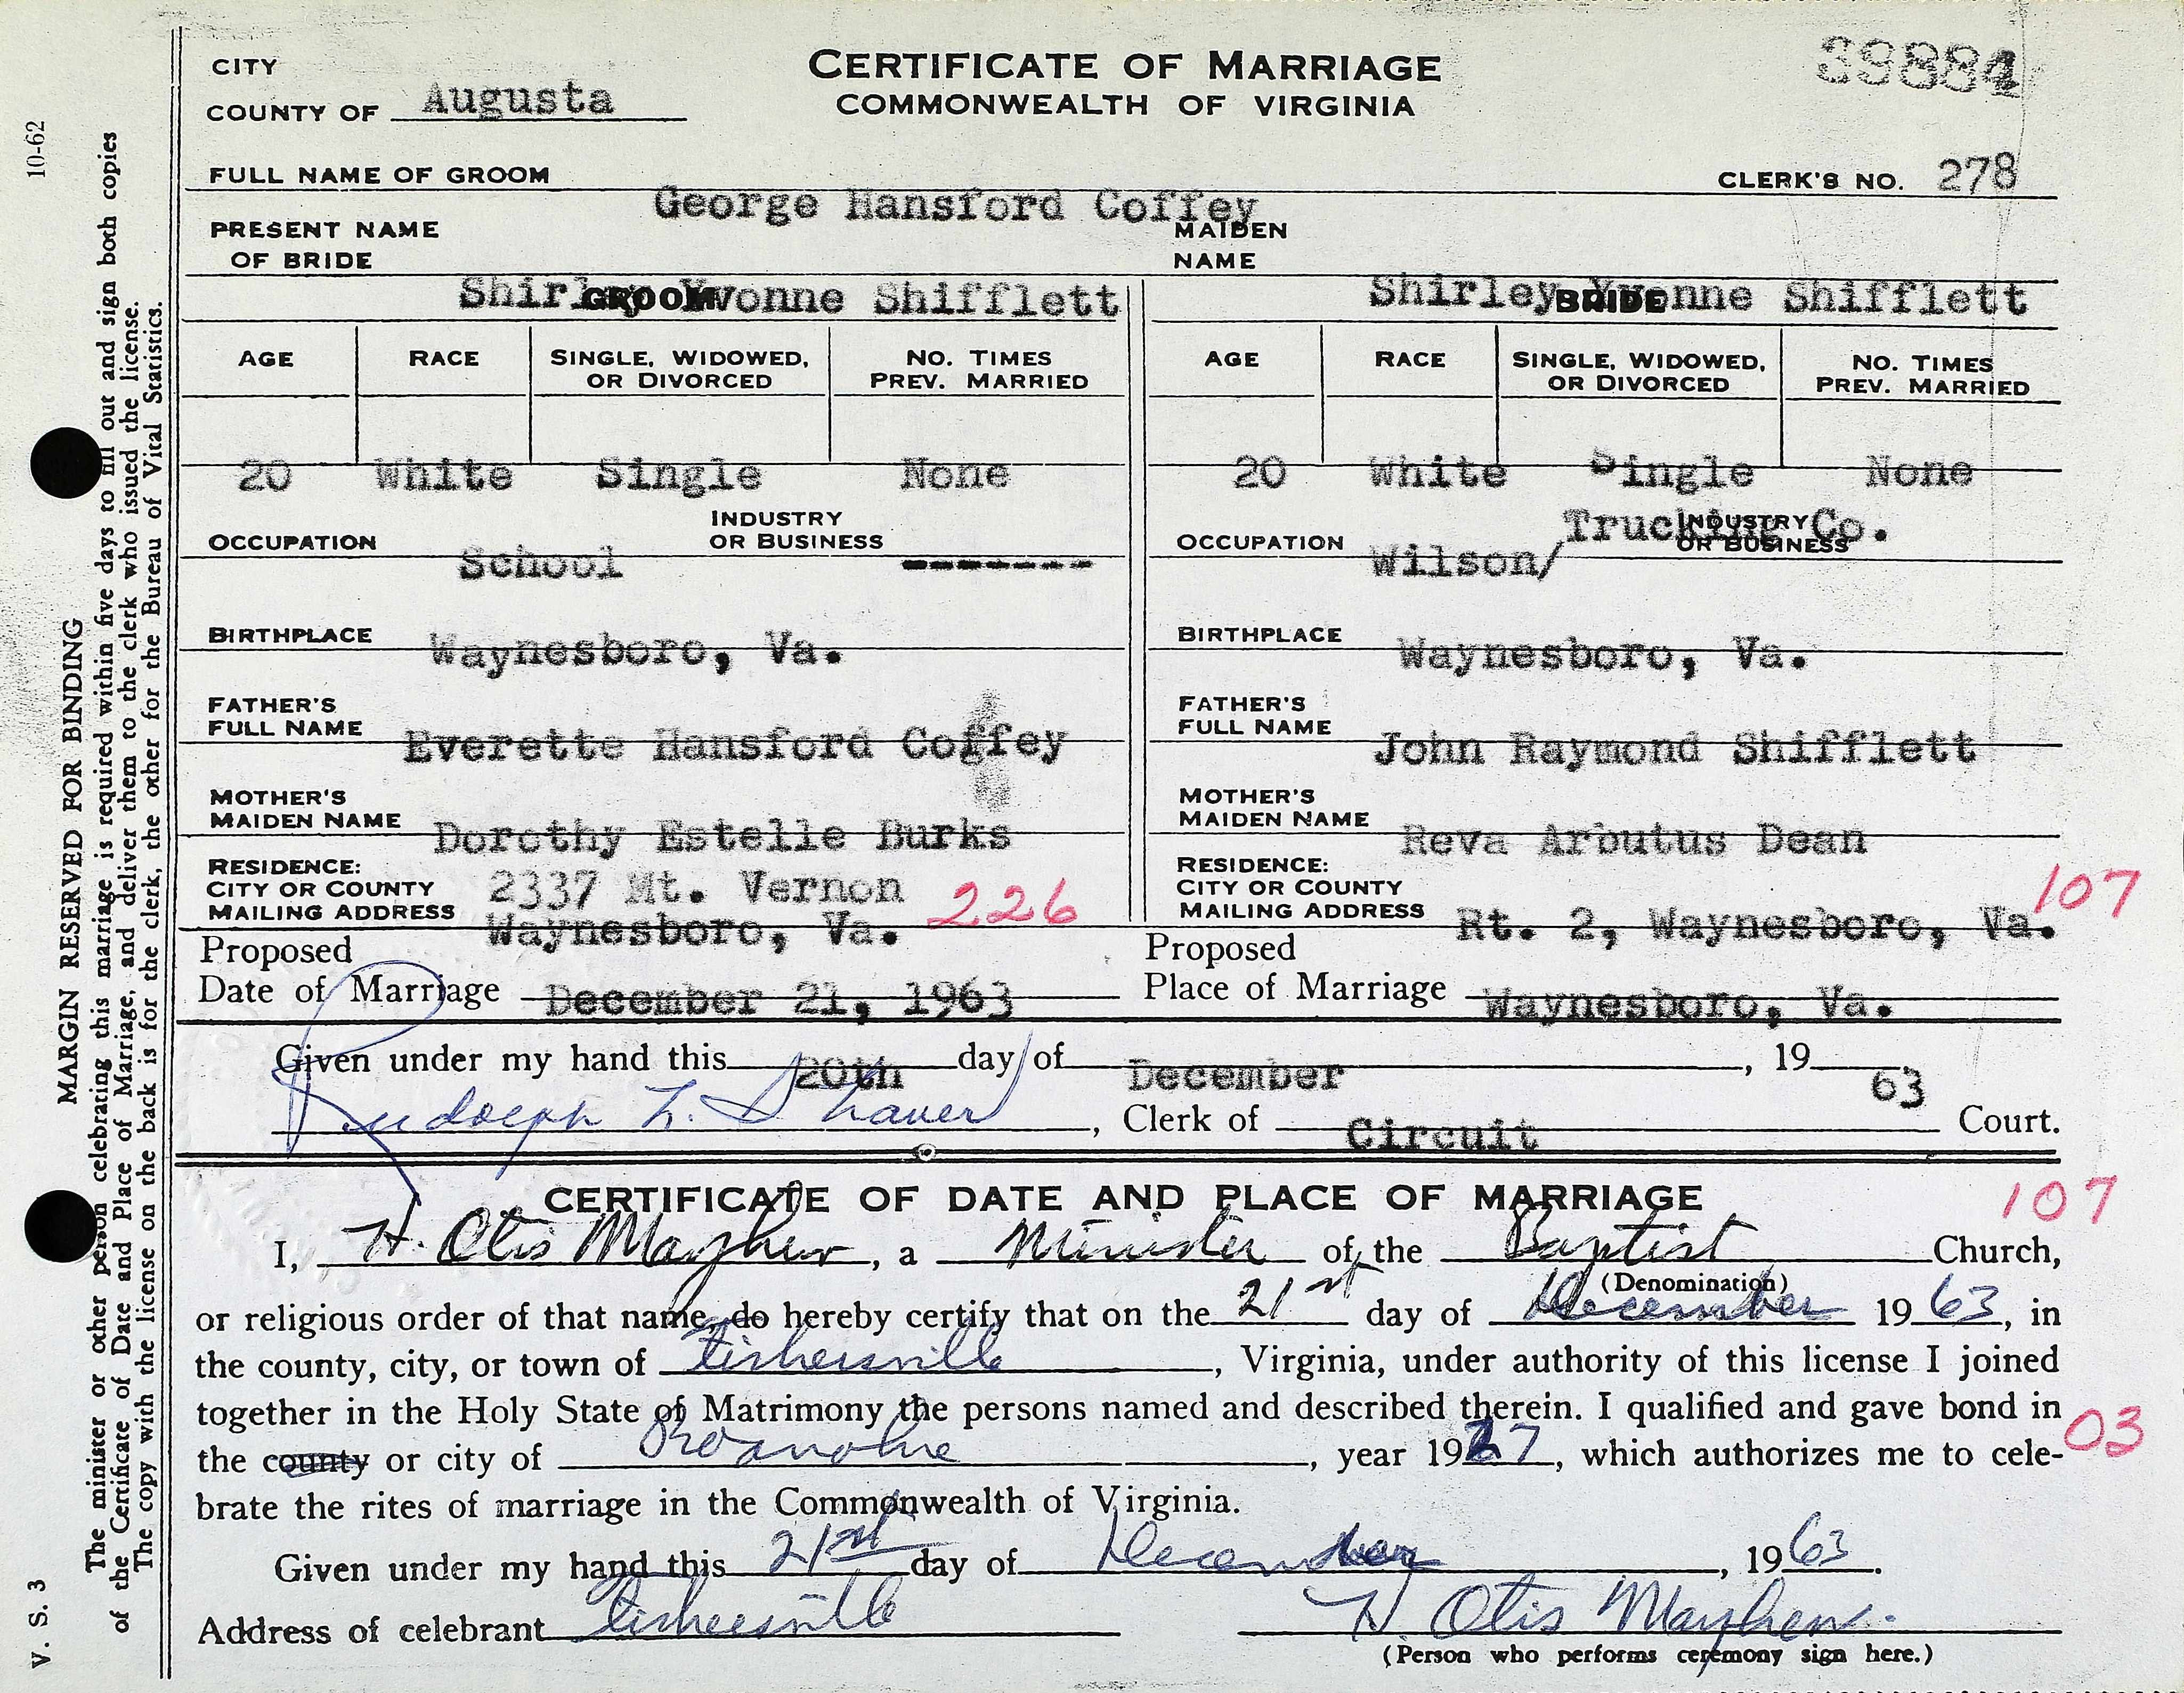 CITY
COUNTY OF Augusta
CERTIFICATE OF MARRIAGE
COMMONWEALTH OF VIRGINIA
39884
FULL NAME OF GROOM George Hansford Coffey
CLERK'S NO. 278
PRESENT NAME OF BRIDE Shirley Yvonne Shifflett
MAIDEN NAME Shirley Yvonne Shifflett
GROOM
BRIDE
AGE RACE SINGLE, WIDOWED, OR DIVORCED NO. TIMES PREV. MARRIED
AGE RACE SINGLE, WIDOWED, OR DIVORCED NO. TIMES PREV. MARRIED
20 White Single None
20 White Single None
OCCUPATION School INDUSTRY OR BUSINESS -------
OCCUPATION Wilson/ Trucking Co. INDUSTRY OR BUSINESS
BIRTHPLACE Waynesboro, Va.
BIRTHPLACE Waynesboro, Va.
FATHER'S FULL NAME Everette Hansford Coffey
FATHER'S FULL NAME John Raymond Shifflett
MOTHER'S MAIDEN NAME Dorothy Estelle Burks
MOTHER'S MAIDEN NAME Reva Arbutus Dean
RESIDENCE:
CITY OR COUNTY 2337 Mt. Vernon
MAILING ADDRESS Waynesboro, Va. 226
RESIDENCE:
CITY OR COUNTY 107
MAILING ADDRESS Rt. 2, Waynesboro, Va.
Proposed
Date of Marriage December 21, 1963
Proposed
Place of Marriage Waynesboro, Va.
Given under my hand this 20th day of December, 19 63
Rudolph L. Shaver, Clerk of Circuit Court.
CERTIFICATE OF DATE AND PLACE OF MARRIAGE 107
I, H. Otis Mayhew, a Minister of the Baptist Church,
(Denomination)
or religious order of that name, do hereby certify that on the 21st day of December 19 63, in
the county, city, or town of Fishersville, Virginia, under authority of this license I joined
together in the Holy State of Matrimony the persons named and described therein. I qualified and gave bond in 03
the county or city of Roanoke, year 19 7, which authorizes me to cele-
brate the rites of marriage in the Commonwealth of Virginia.
Given under my hand this 21st day of December, 19 63.
Address of celebrant Fishersville H. Otis Mayhew.
(Person who performs ceremony sign here.)
10-62
MARGIN RESERVED FOR BINDING
The minister or other person celebrating this marriage is required within five days to fill out and sign both copies
of the Certificate of Date and Place of Marriage, and deliver them to the clerk who issued the license.
The copy with the license on the back is for the clerk, the other for the Bureau of Vital Statistics.
V. S. 3